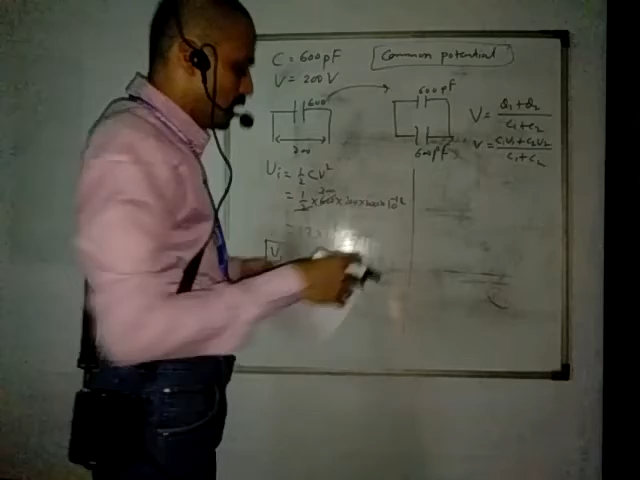 C = 600pF
V = 200V
Common potential
600
200
600pF
600pF
V = Q₁+Q₂ / C₁+C₂
V = C₁V₁+C₂V₂ / C₁+C₂
Uᵢ = 1/2 CV²